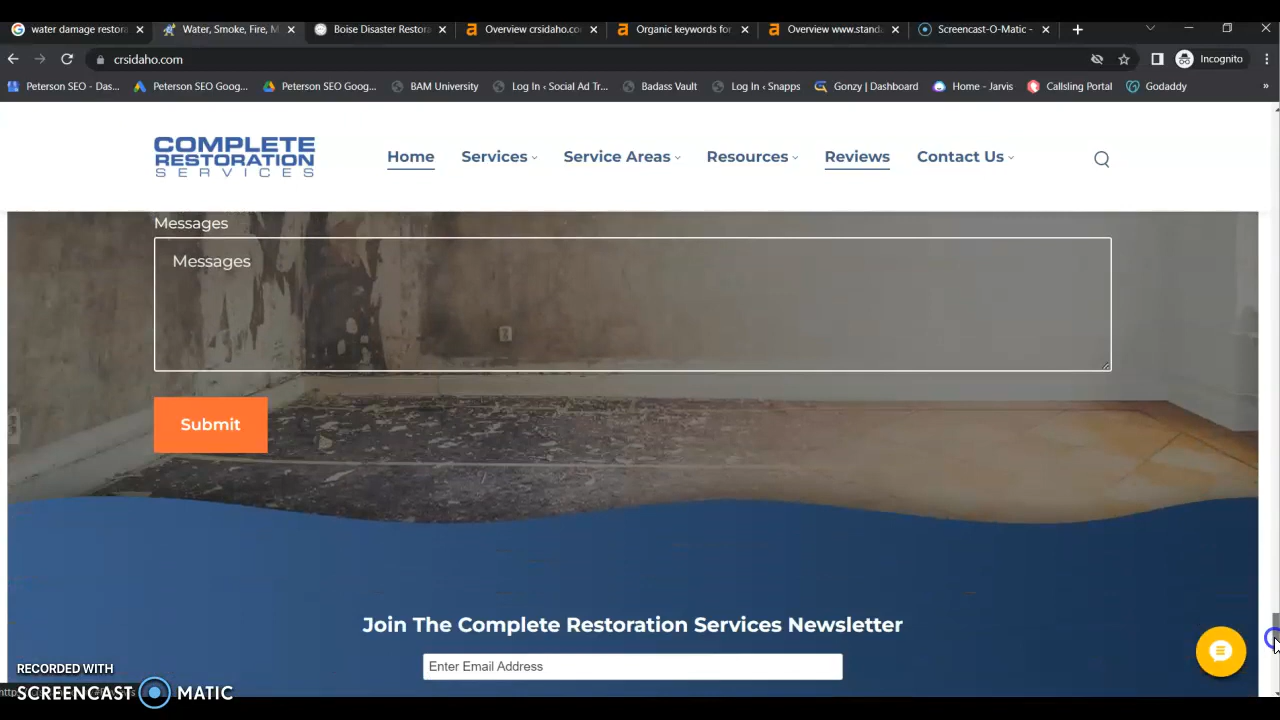 water damage restora
Water, Smoke, Fire, M
Boise Disaster Restora
Overview crsidaho.co
Organic keywords for
Overview www.stand
Screencast-O-Matic -
crsidaho.com
Incognito
Peterson SEO - Das...
Peterson SEO Goog...
Peterson SEO Goog...
BAM University
Log In ‹ Social Ad Tr...
Badass Vault
Log In ‹ Snapps
Gonzy | Dashboard
Home - Jarvis
Callsling Portal
Godaddy
»
COMPLETE
RESTORATION
SERVICES
Home
Services
Service Areas
Resources
Reviews
Contact Us
Messages
Messages
Submit
Join The Complete Restoration Services Newsletter
Enter Email Address
RECORDED WITH
SCREENCAST MATIC